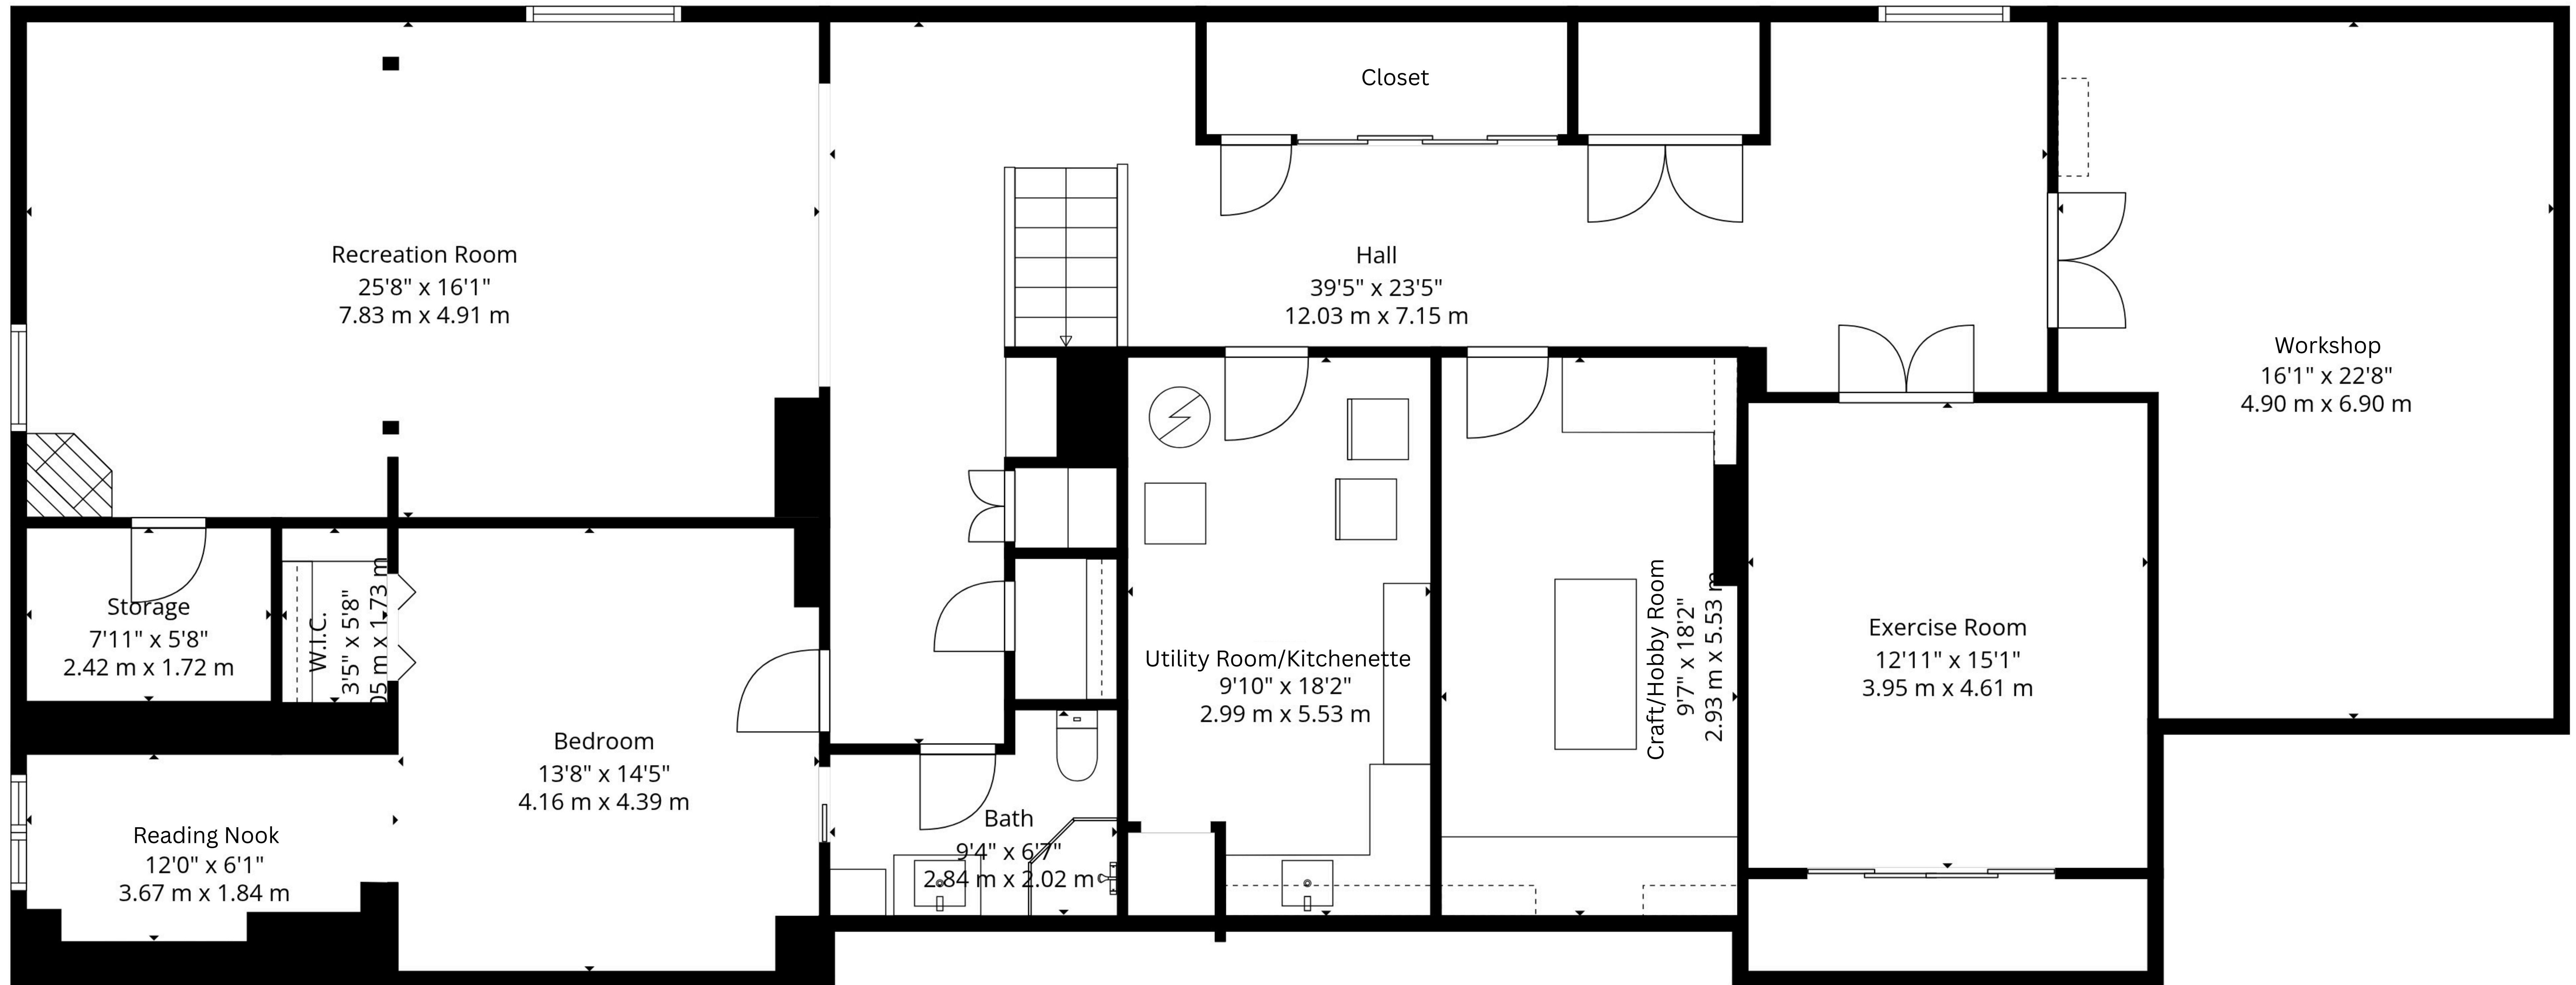 Closet
Recreation Room
25'8" x 16'1"
7.83 m x 4.91 m
Hall
39'5" x 23'5"
12.03 m x 7.15 m
Workshop
16'1" x 22'8"
4.90 m x 6.90 m
Storage
7'11" x 5'8"
2.42 m x 1.72 m
W.I.C.
3'5" x 5'8"
05 m x 1.73 m
Utility Room/Kitchenette
9'10" x 18'2"
2.99 m x 5.53 m
Craft/Hobby Room
9'7" x 18'2"
2.93 m x 5.53 m
Exercise Room
12'11" x 15'1"
3.95 m x 4.61 m
Bedroom
13'8" x 14'5"
4.16 m x 4.39 m
Reading Nook
12'0" x 6'1"
3.67 m x 1.84 m
Bath
9'4" x 6'7"
2.84 m x 2.02 m